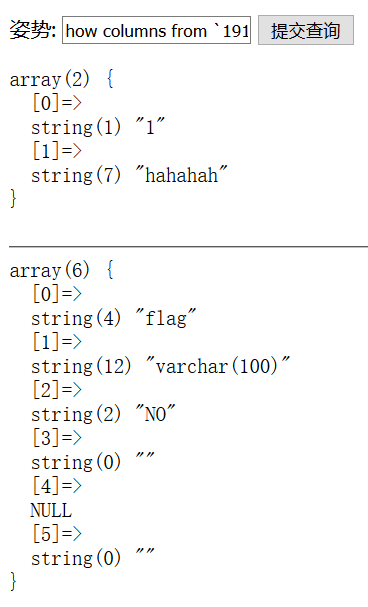 姿势: how columns from `191 提交查询
array(2) {
  [0]=>
  string(1) "1"
  [1]=>
  string(7) "hahahah"
}
array(6) {
  [0]=>
  string(4) "flag"
  [1]=>
  string(12) "varchar(100)"
  [2]=>
  string(2) "NO"
  [3]=>
  string(0) ""
  [4]=>
  NULL
  [5]=>
  string(0) ""
}